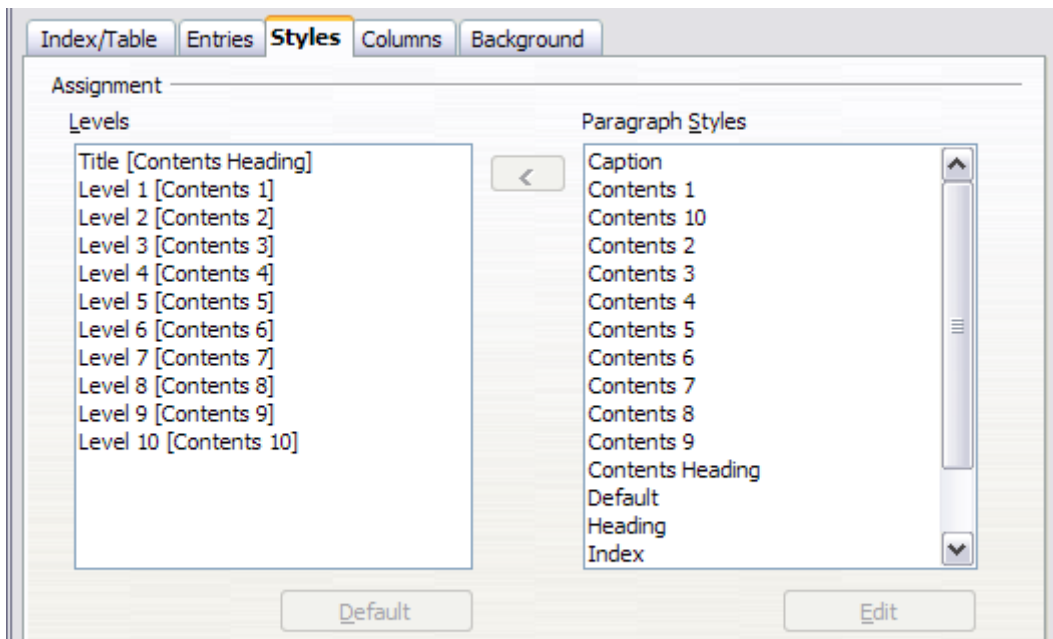 Index/Table Entries Styles Columns Background
Assignment
Levels
Title [Contents Heading]
Level 1 [Contents 1]
Level 2 [Contents 2]
Level 3 [Contents 3]
Level 4 [Contents 4]
Level 5 [Contents 5]
Level 6 [Contents 6]
Level 7 [Contents 7]
Level 8 [Contents 8]
Level 9 [Contents 9]
Level 10 [Contents 10]
<
Default
Paragraph Styles
Caption
Contents 1
Contents 10
Contents 2
Contents 3
Contents 4
Contents 5
Contents 6
Contents 7
Contents 8
Contents 9
Contents Heading
Default
Heading
Index
Edit